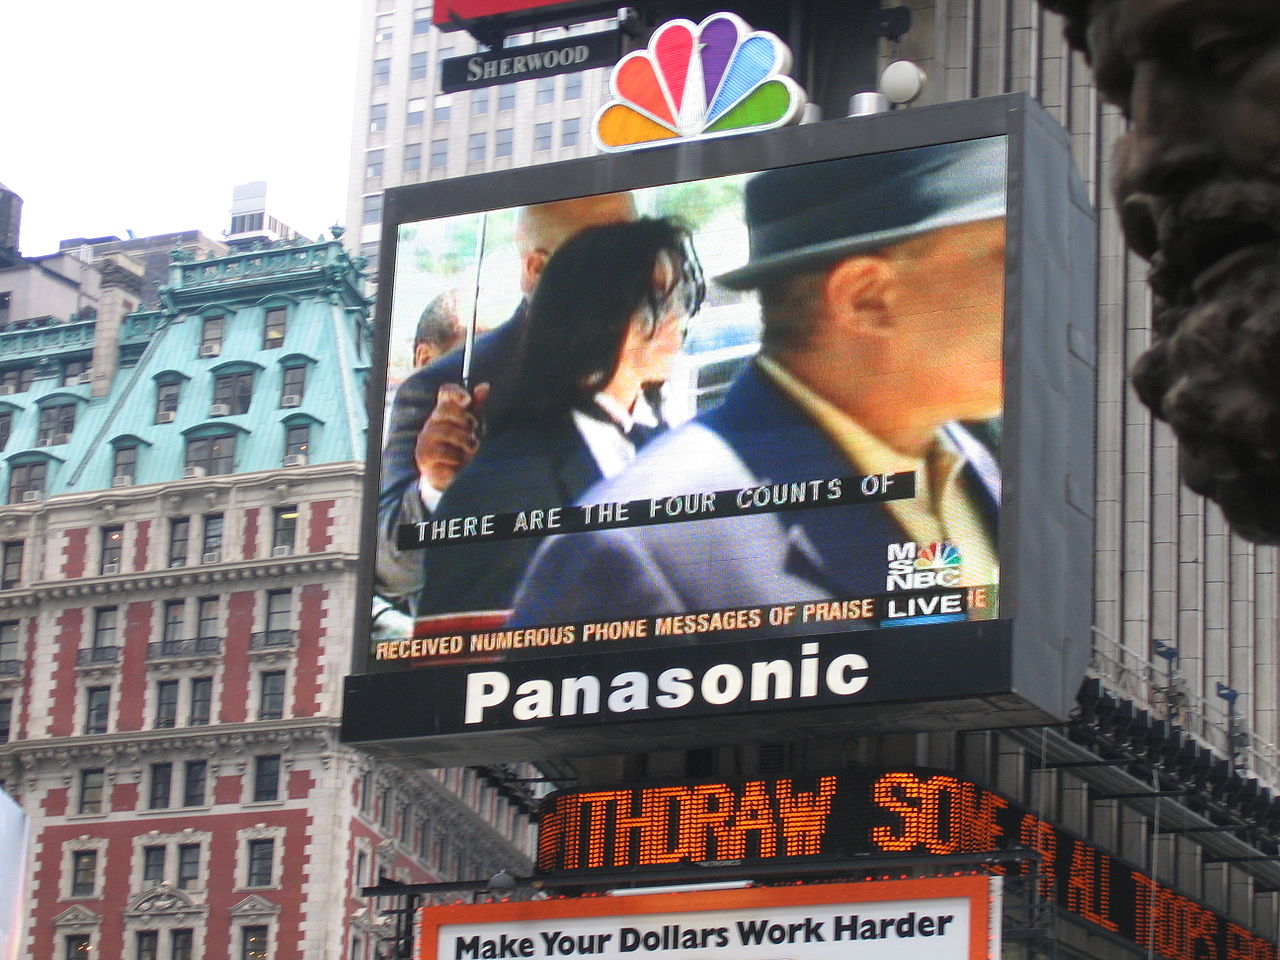 SHERWOOD
THERE ARE THE FOUR COUNTS OF
MSNBC
LIVE
RECEIVED NUMEROUS PHONE MESSAGES OF PRAISE
Panasonic
WITHDRAW SOME OR ALL TROOPS
Make Your Dollars Work Harder